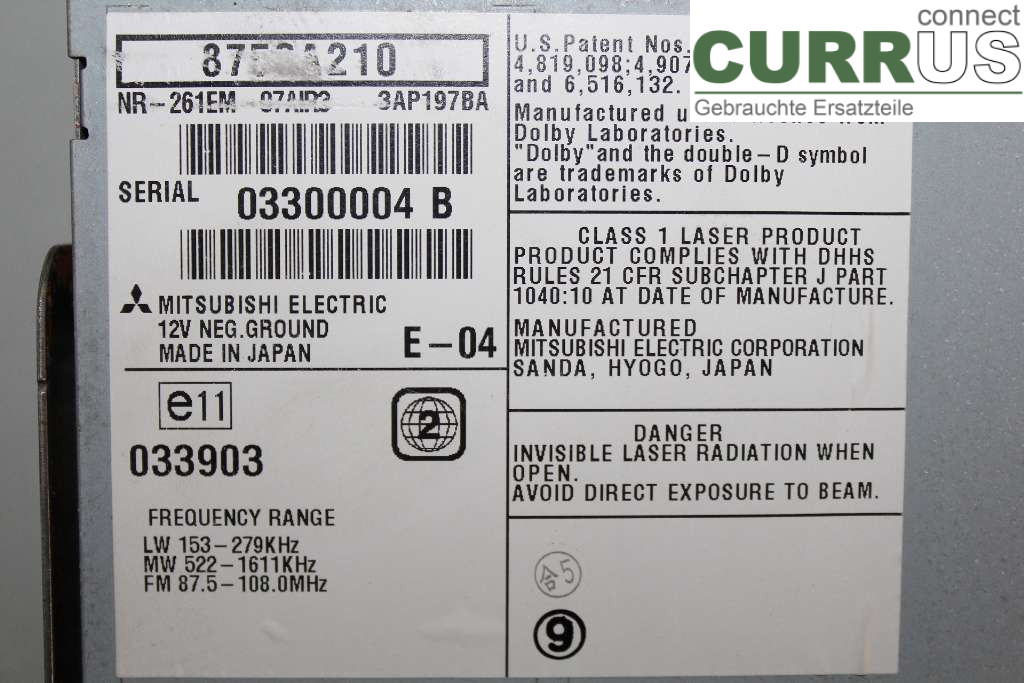 A210
NR-261EM 3AP197BA
SERIAL 03300004 B
MITSUBISHI ELECTRIC
12V NEG.GROUND
MADE IN JAPAN
E-04
e11
2
033903
FREQUENCY RANGE
LW 153-279KHz
MW 522-1611KHz
FM 87.5-108.0MHz
U.S.Patent Nos.
4,819,098;4,907
and 6,516,132.
Manufactured from
Dolby Laboratories.
"Dolby"and the double-D symbol
are trademarks of Dolby
Laboratories.
CLASS 1 LASER PRODUCT
PRODUCT COMPLIES WITH DHHS
RULES 21 CFR SUBCHAPTER J PART
1040:10 AT DATE OF MANUFACTURE.
MANUFACTURED
MITSUBISHI ELECTRIC CORPORATION
SANDA, HYOGO, JAPAN
DANGER
INVISIBLE LASER RADIATION WHEN
OPEN.
AVOID DIRECT EXPOSURE TO BEAM.
合5
9
connect
CURRUS
Gebrauchte Ersatzteile